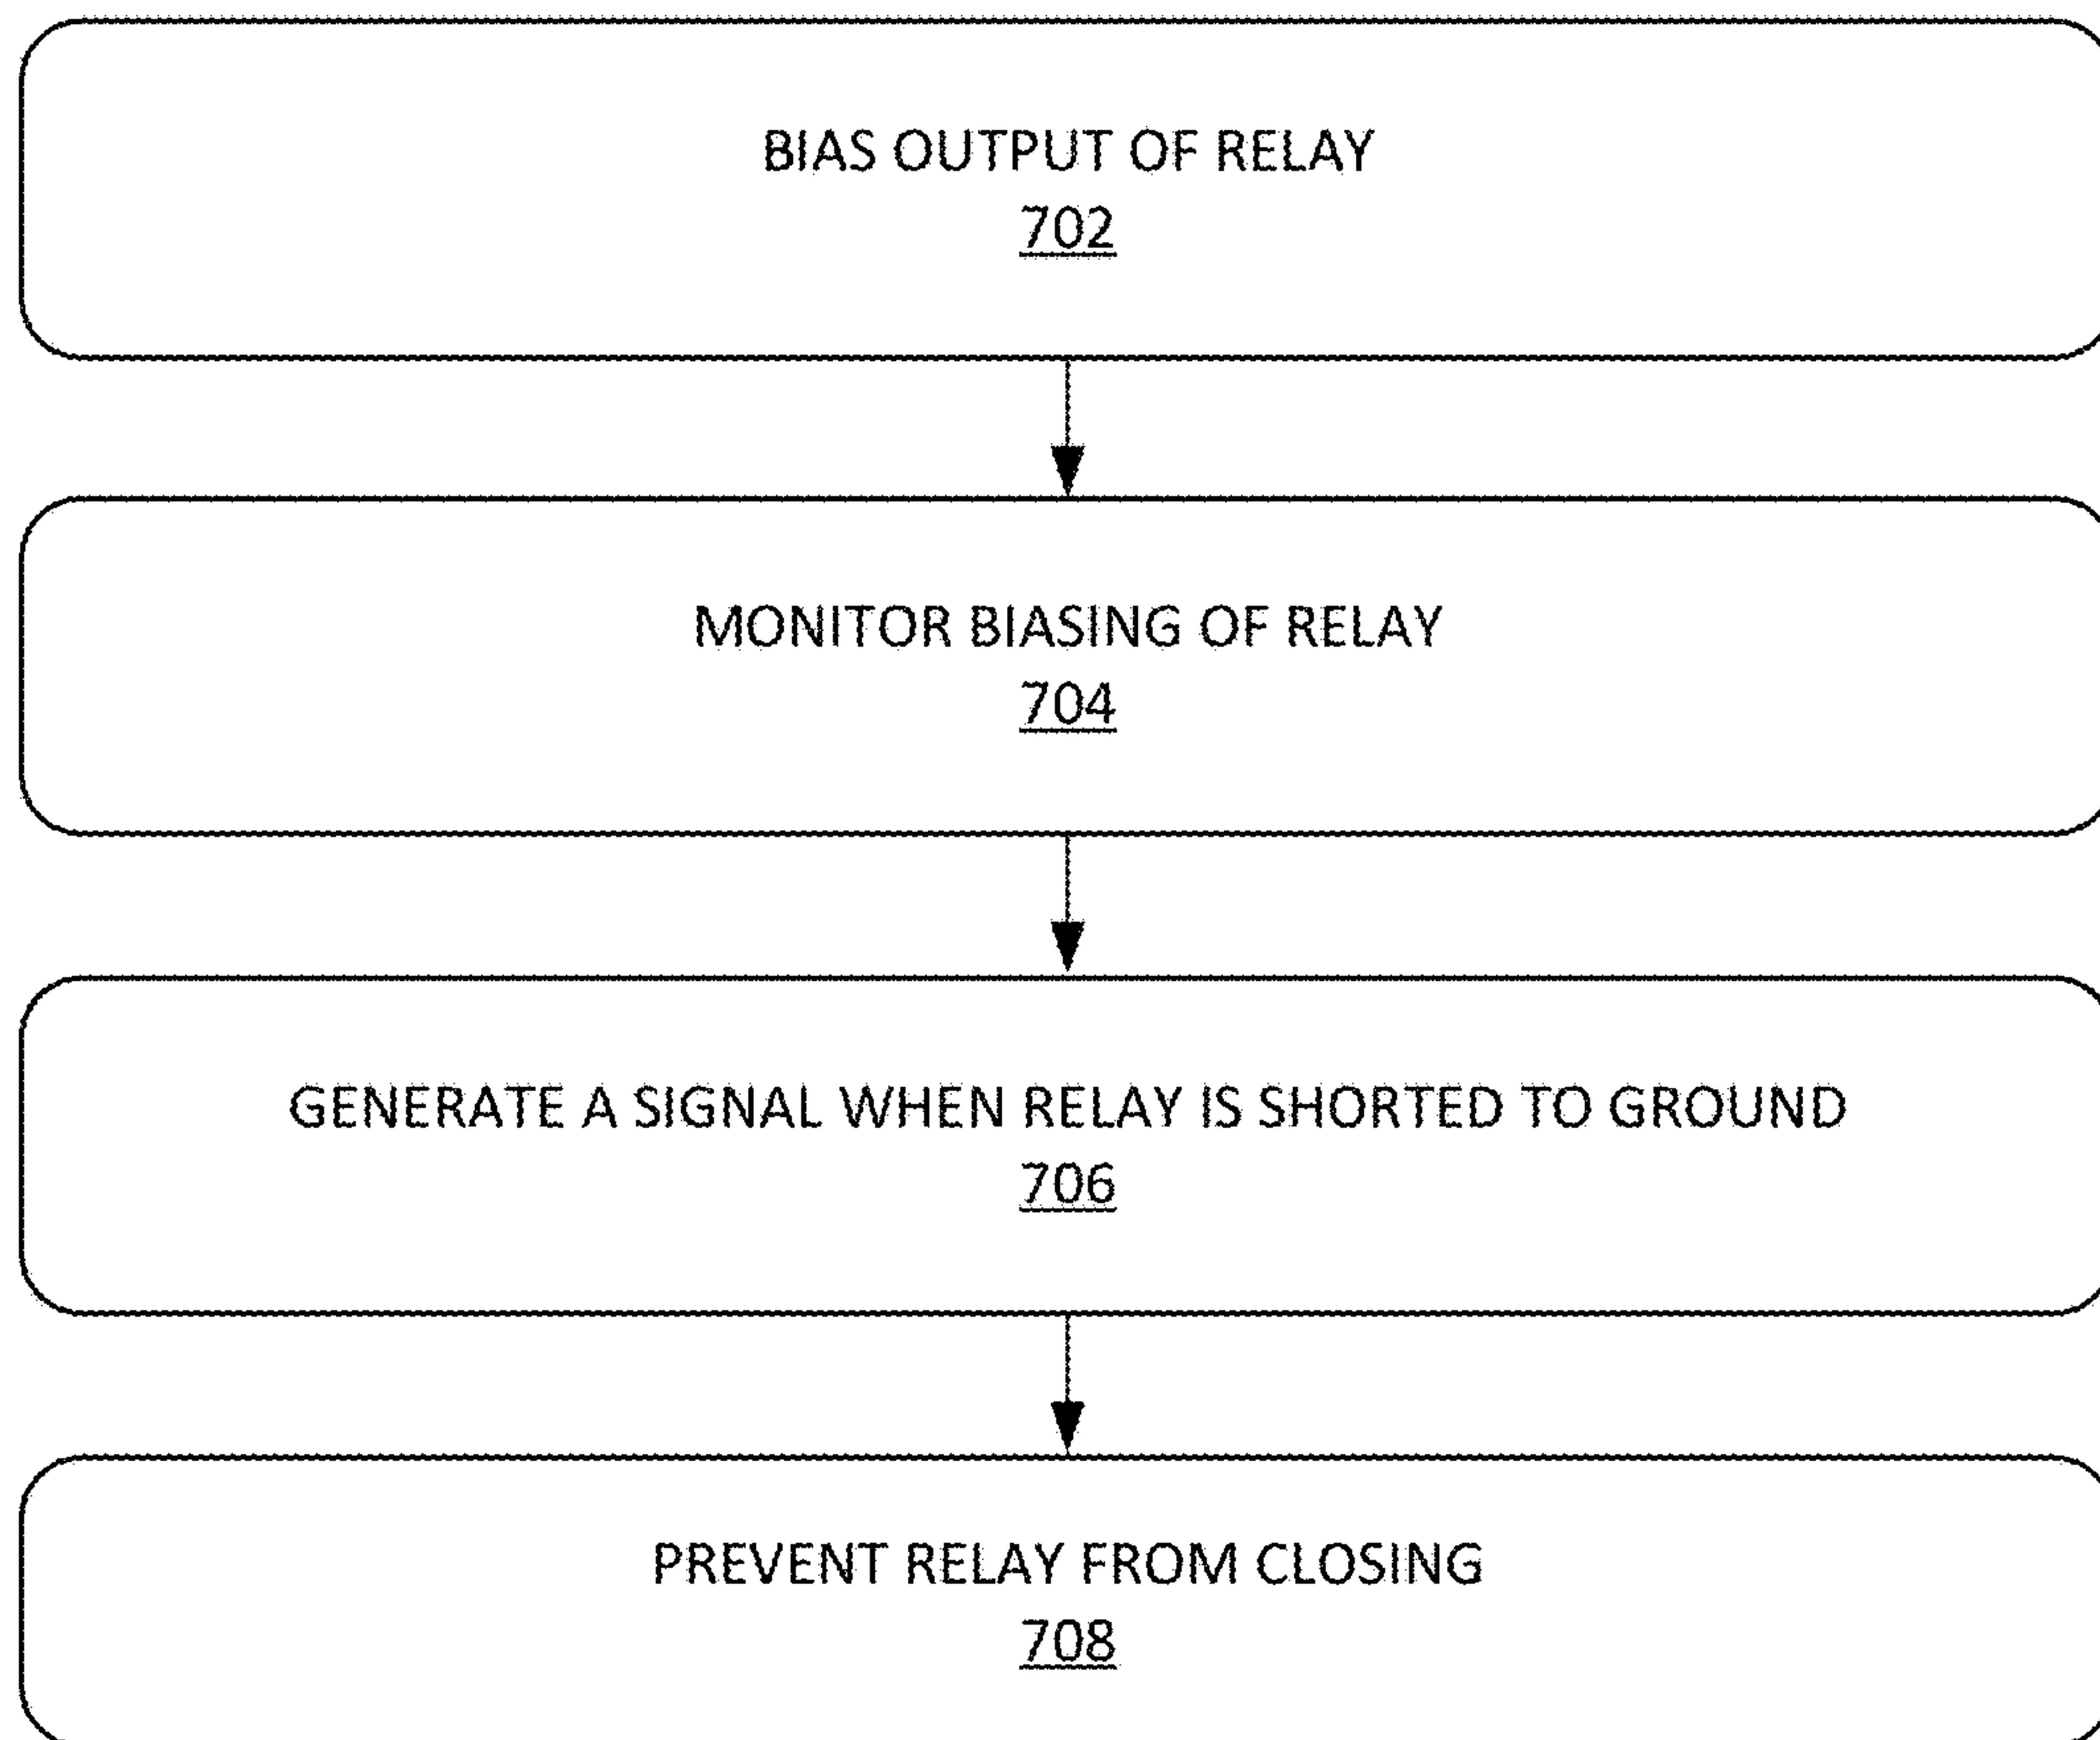 BIAS OUTPUT OF RELAY
702
MONITOR BIASING OF RELAY
704
GENERATE A SIGNAL WHEN RELAY IS SHORTED TO GROUND
706
PREVENT RELAY FROM CLOSING
708